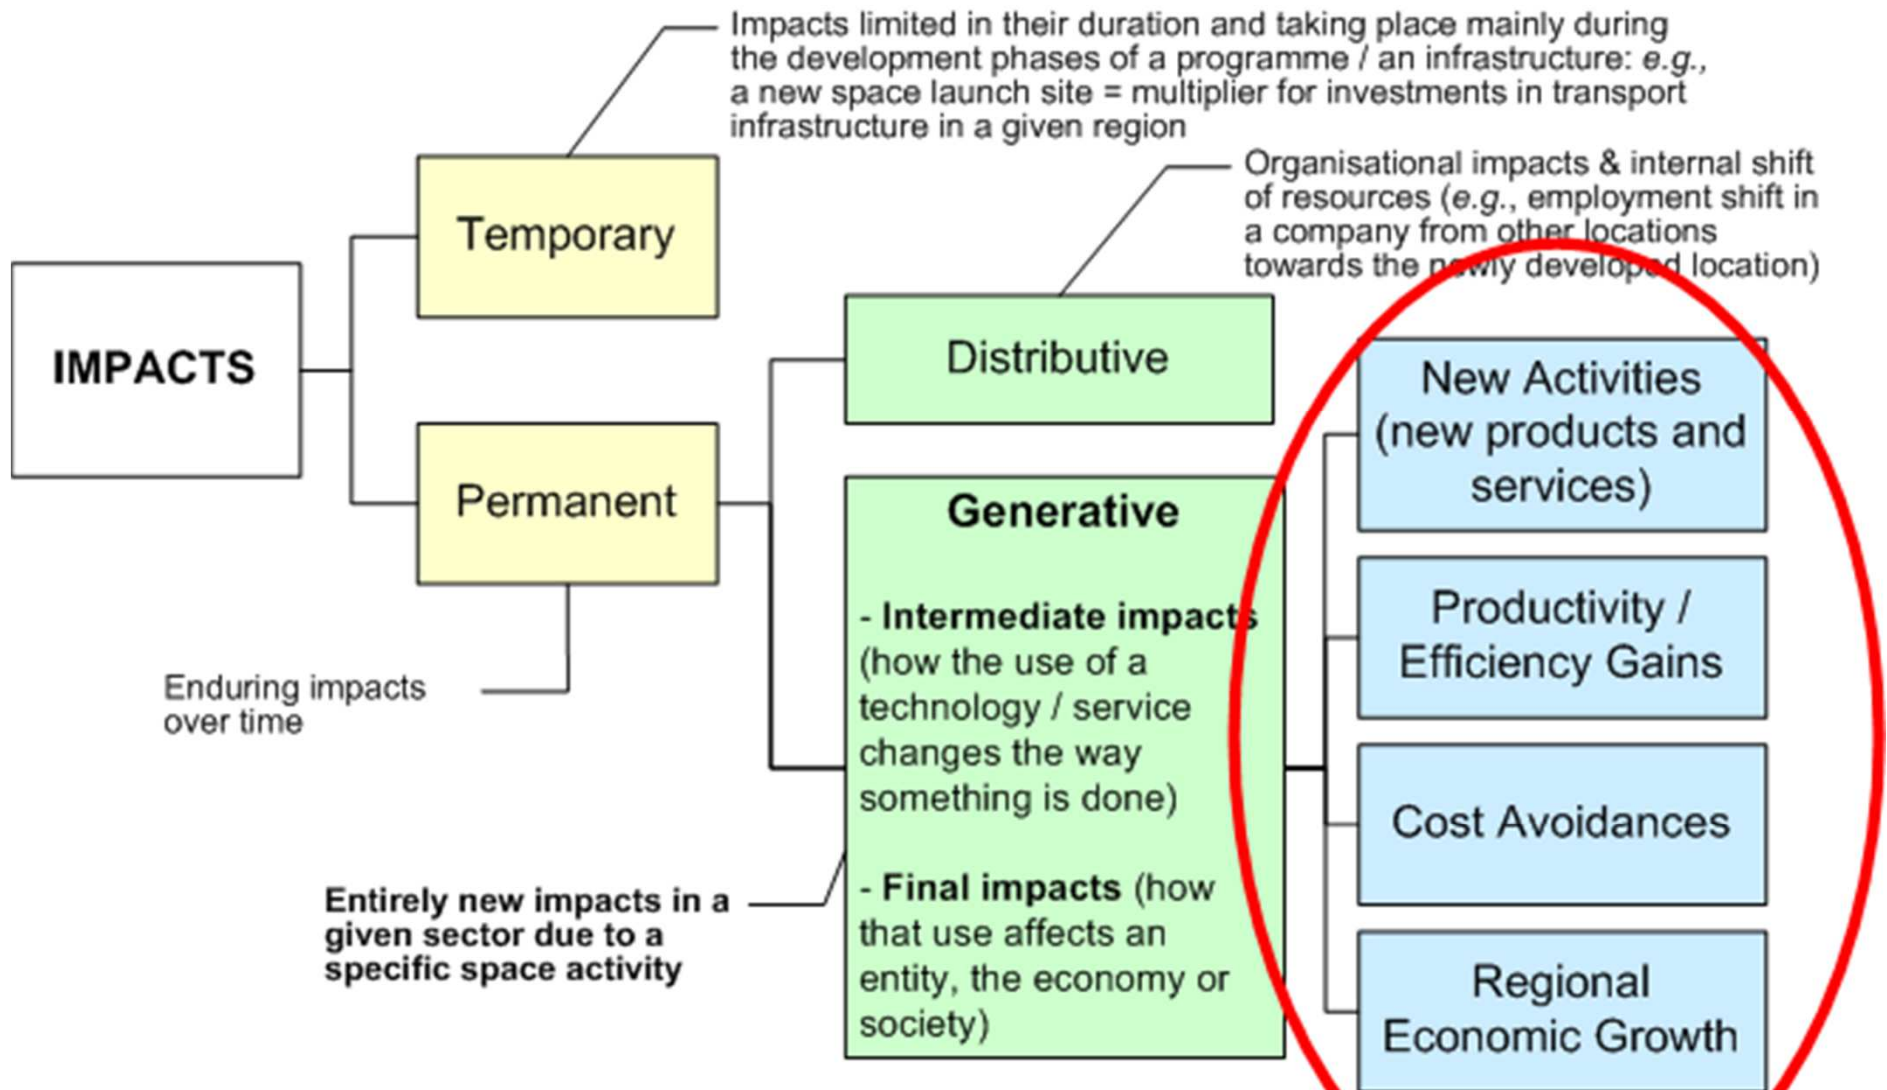 Impacts limited in their duration and taking place mainly during
the development phases of a programme / an infrastructure: e.g.,
a new space launch site = multiplier for investments in transport
infrastructure in a given region
Organisational impacts & internal shift
of resources (e.g., employment shift in
a company from other locations
towards the newly developed location)
Temporary
IMPACTS
Distributive
New Activities
(new products and
services)
Permanent
Generative
- Intermediate impacts
(how the use of a
technology / service
changes the way
something is done)
- Final impacts (how
that use affects an
entity, the economy or
society)
Productivity /
Efficiency Gains
Enduring impacts
over time
Cost Avoidances
Entirely new impacts in a
given sector due to a
specific space activity
Regional
Economic Growth